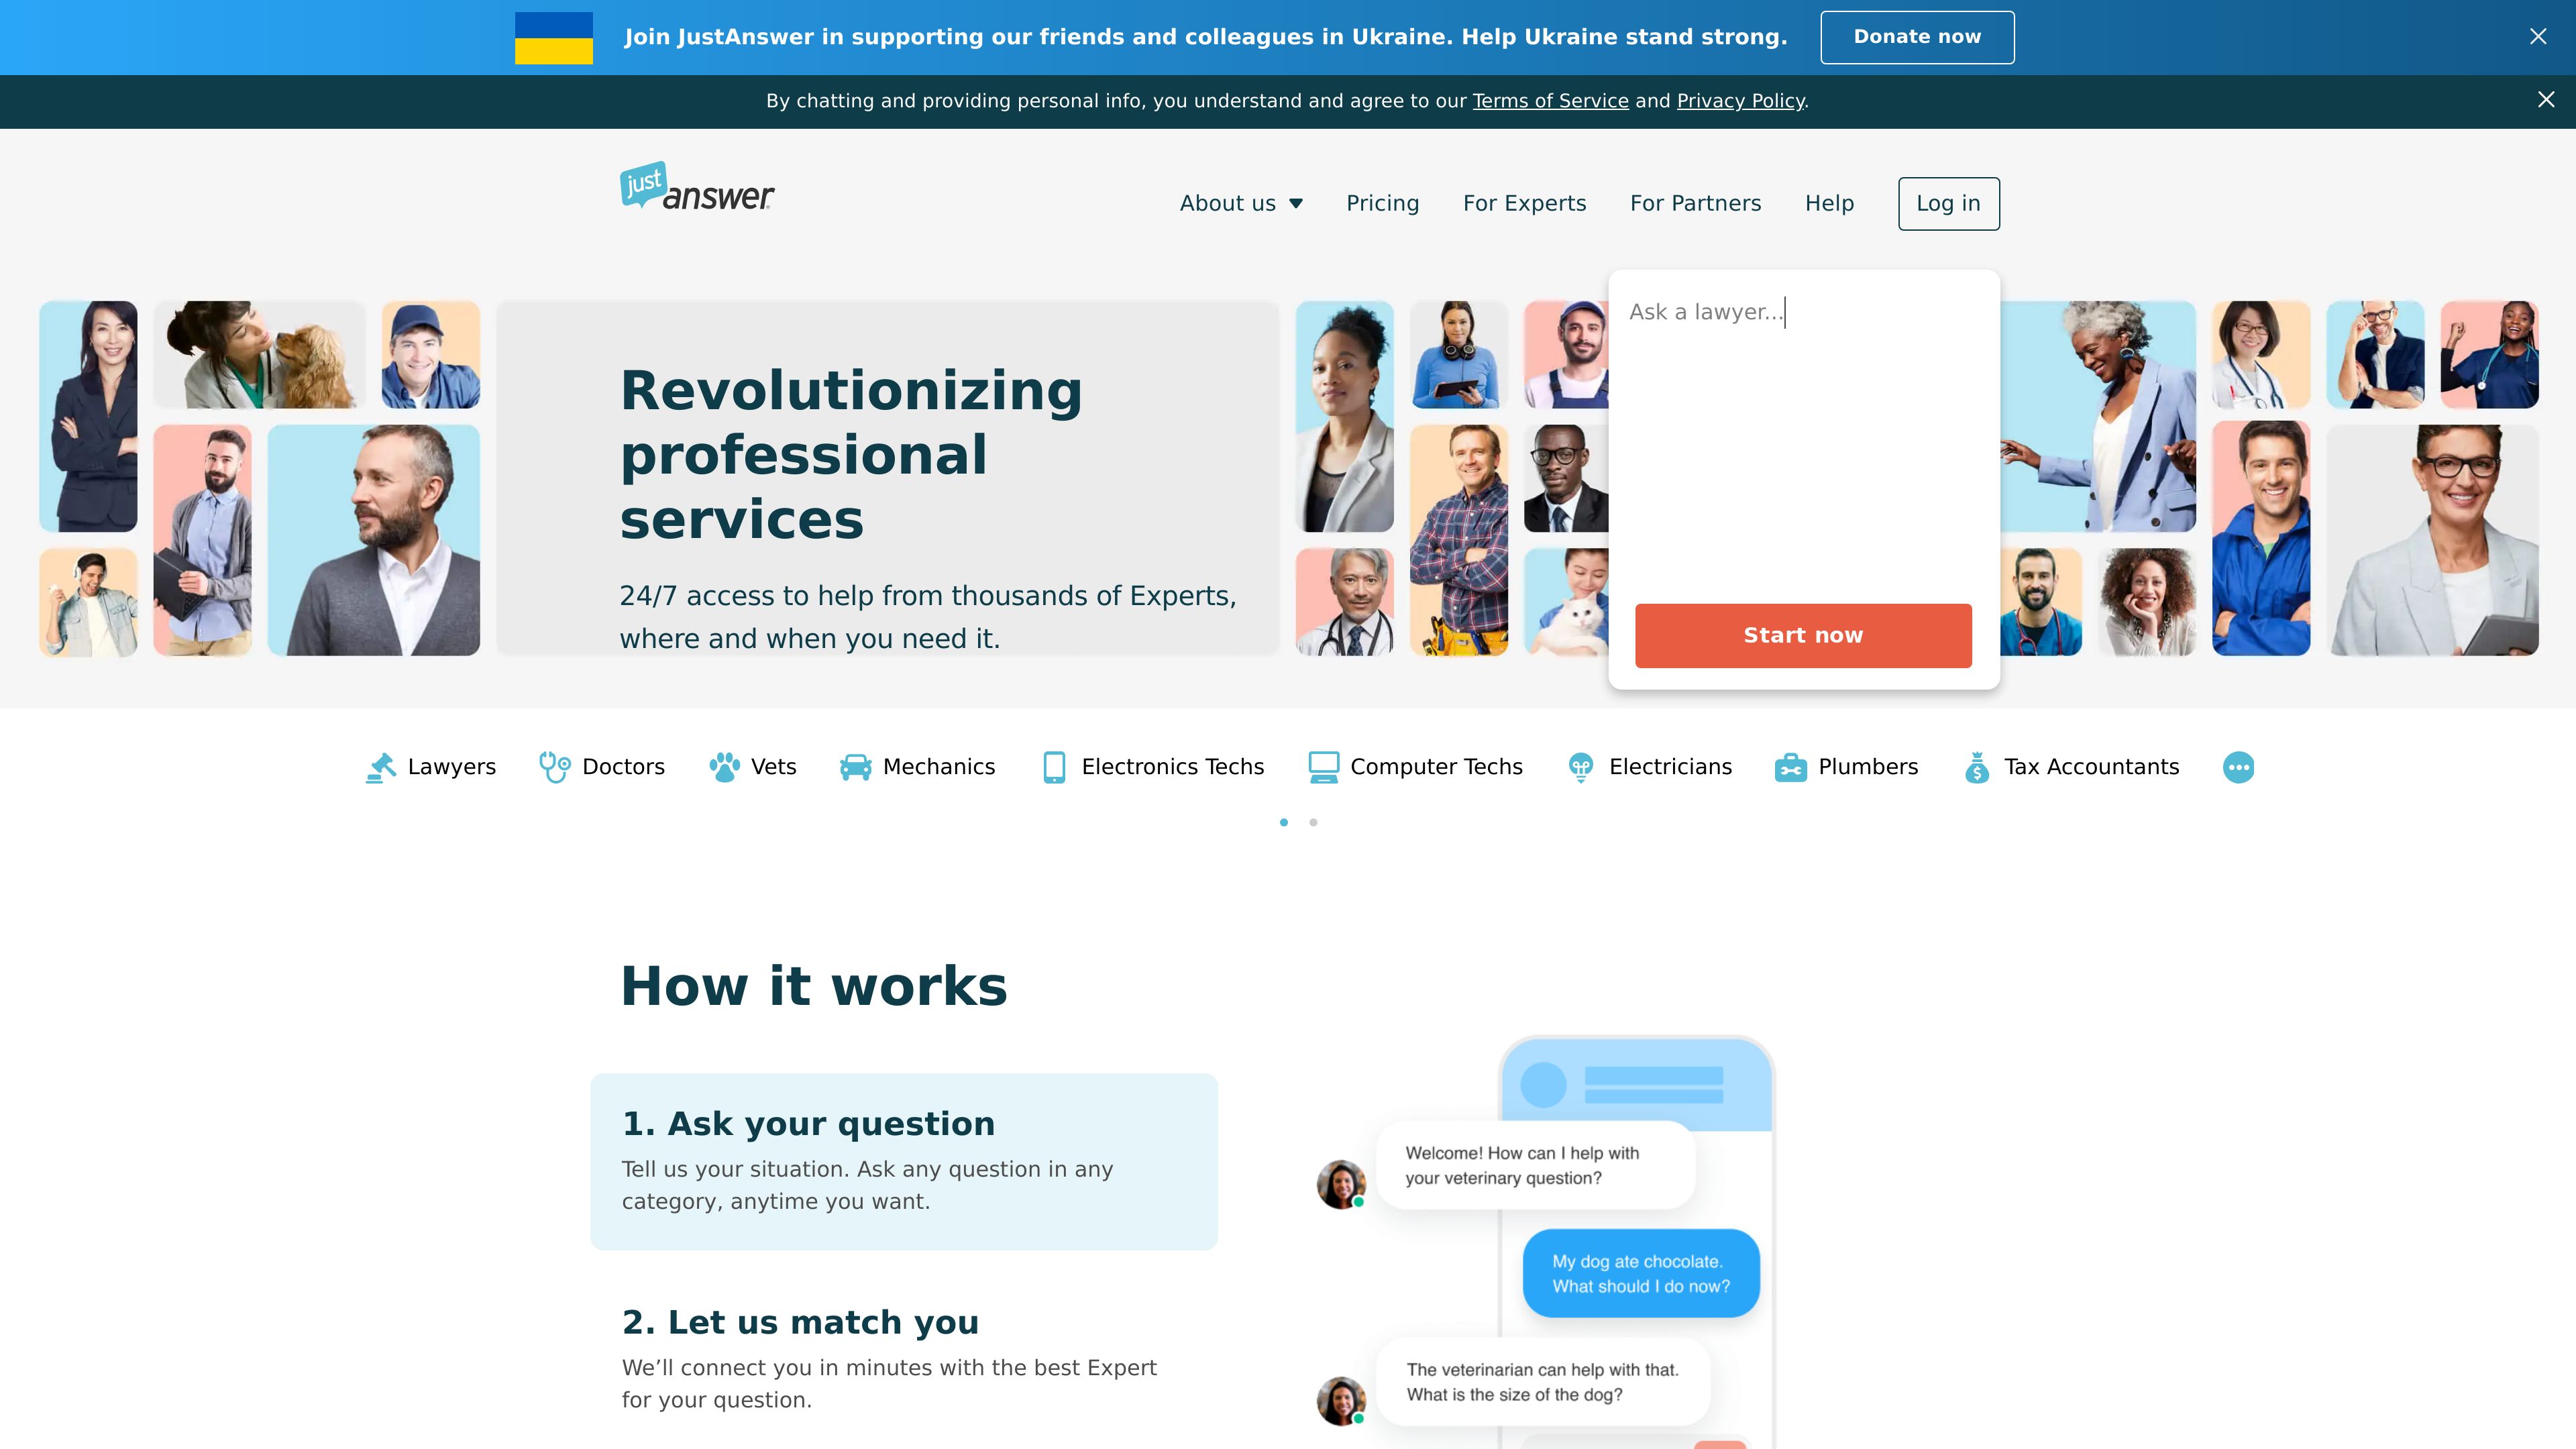 Join JustAnswer in supporting our friends and colleagues in Ukraine. Help Ukraine stand strong.
Donate now
By chatting and providing personal info, you understand and agree to our Terms of Service and Privacy Policy.
just answer
About us
Pricing
For Experts
For Partners
Help
Log in
Revolutionizing
professional
services
24/7 access to help from thousands of Experts,
where and when you need it.
Ask a lawyer...
Start now
Lawyers
Doctors
Vets
Mechanics
Electronics Techs
Computer Techs
Electricians
Plumbers
Tax Accountants
How it works
1. Ask your question
Tell us your situation. Ask any question in any
category, anytime you want.
2. Let us match you
We’ll connect you in minutes with the best Expert
for your question.
Welcome! How can I help with
your veterinary question?
My dog ate chocolate.
What should I do now?
The veterinarian can help with that.
What is the size of the dog?